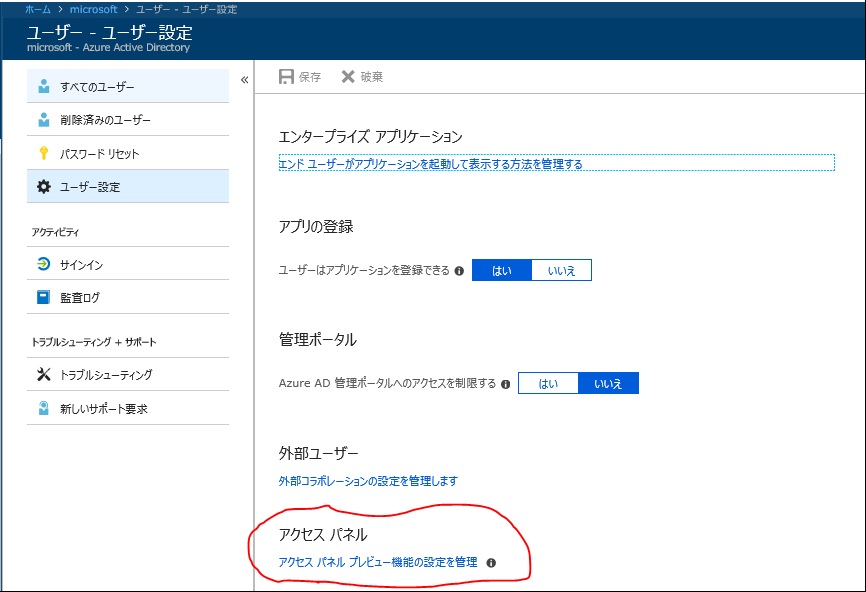 ホーム > microsoft > ユーザー - ユーザー設定
ユーザー - ユーザー設定
microsoft - Azure Active Directory
すべてのユーザー
削除済みのユーザー
パスワード リセット
ユーザー設定
アクティビティ
サインイン
監査ログ
トラブルシューティング + サポート
トラブルシューティング
新しいサポート要求
保存 破棄
エンタープライズ アプリケーション
エンド ユーザーがアプリケーションを起動して表示する方法を管理する
アプリの登録
ユーザーはアプリケーションを登録できる はい いいえ
管理ポータル
Azure AD 管理ポータルへのアクセスを制限する はい いいえ
外部ユーザー
外部コラボレーションの設定を管理します
アクセス パネル
アクセス パネル プレビュー機能の設定を管理